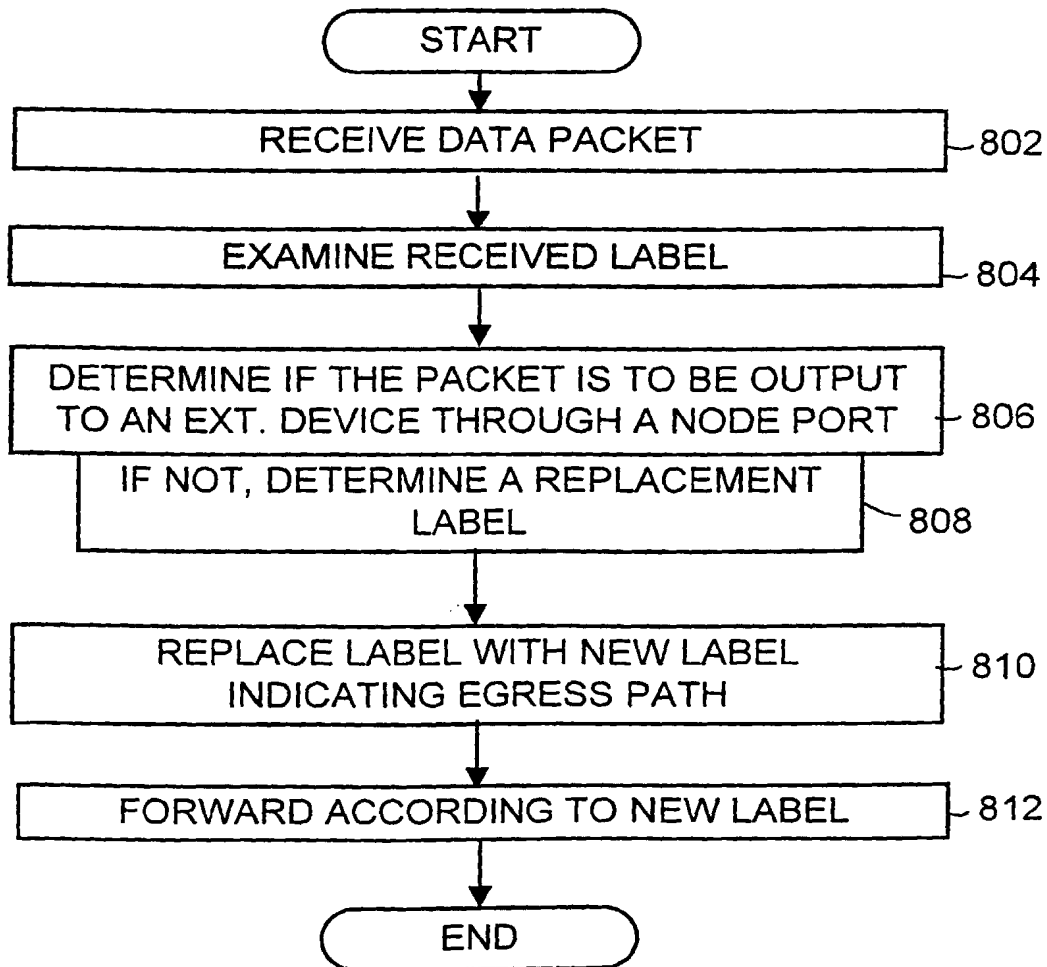 START
RECEIVE DATA PACKET
802
EXAMINE RECEIVED LABEL
804
DETERMINE IF THE PACKET IS TO BE OUTPUT
TO AN EXT. DEVICE THROUGH A NODE PORT
806
IF NOT, DETERMINE A REPLACEMENT
LABEL
808
REPLACE LABEL WITH NEW LABEL
INDICATING EGRESS PATH
810
FORWARD ACCORDING TO NEW LABEL
812
END